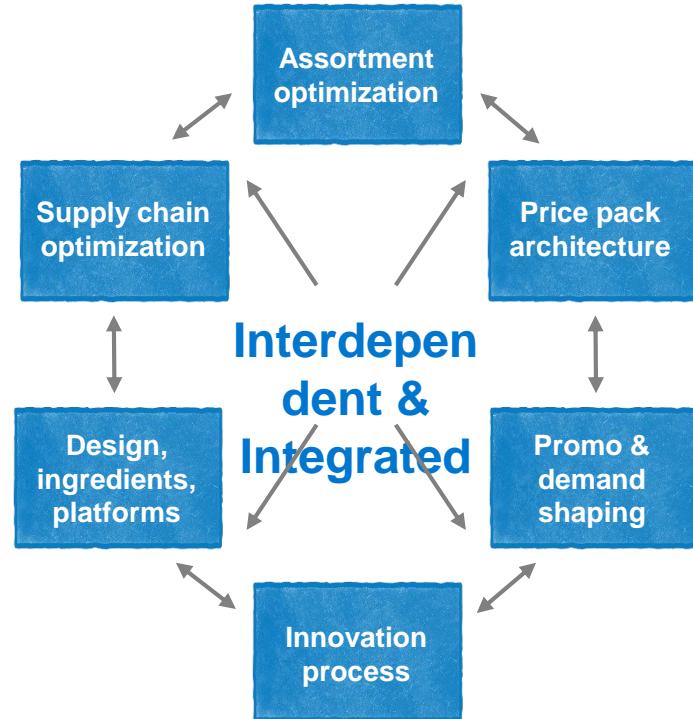 Assortment
optimization
Supply chain
optimization
Price pack
architecture
Interdepen
dent &
Integrated
Design,
ingredients,
platforms
Promo &
demand
shaping
Innovation
process